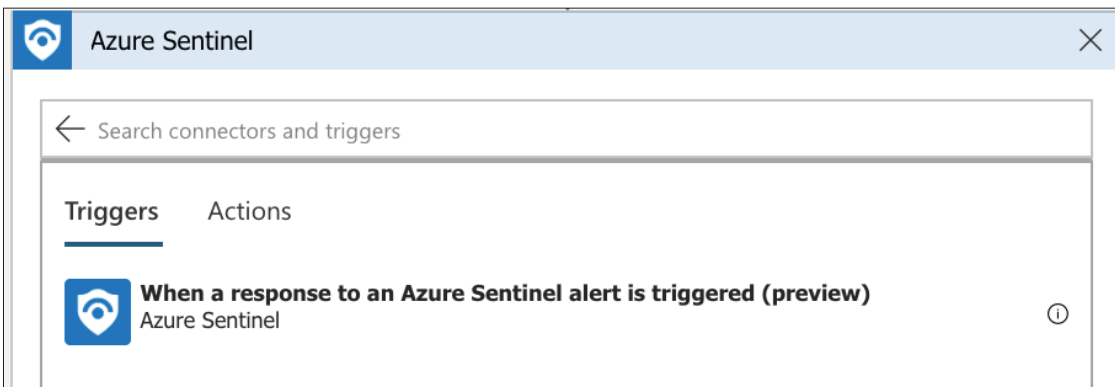 Azure Sentinel
Search connectors and triggers
Triggers Actions
When a response to an Azure Sentinel alert is triggered (preview)
Azure Sentinel